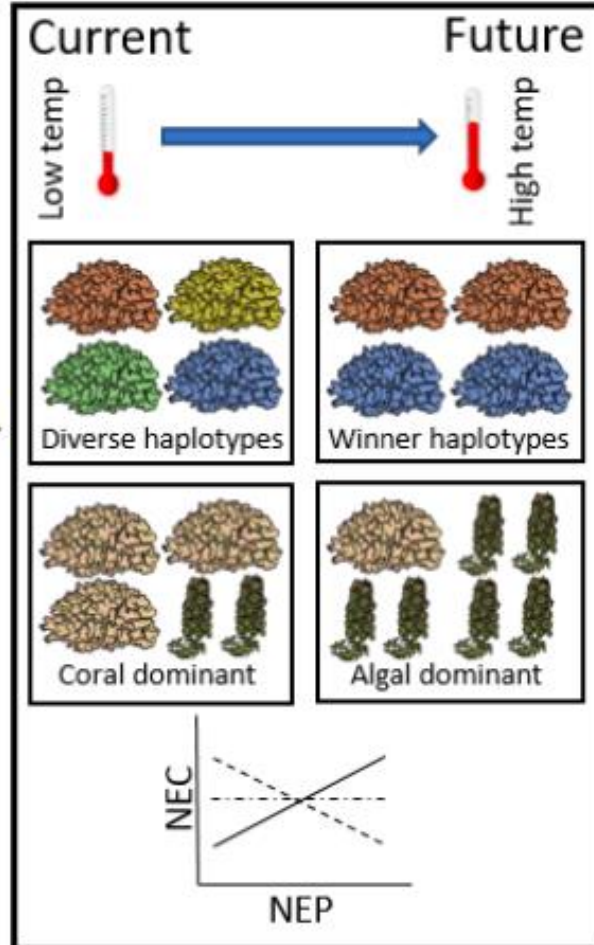 Current Future
Low temp
High temp
Diverse haplotypes
Winner haplotypes
Coral dominant
Algal dominant
NEC
NEP